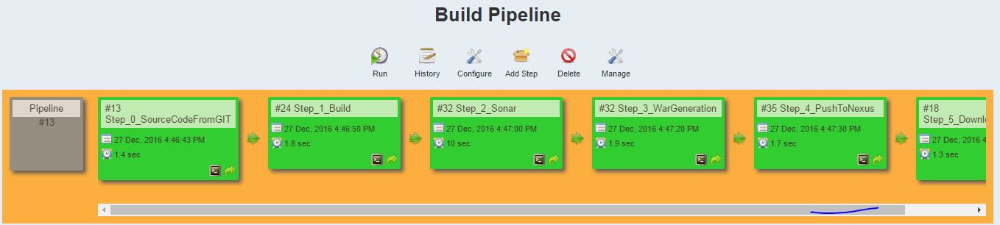 Build Pipeline
Run
History
Configure
Add Step
Delete
Manage
Pipeline
#13
#13
Step_0_SourceCodeFromGIT
27 Dec, 2016 4:46:43 PM
1.4 sec
#24 Step_1_Build
27 Dec, 2016 4:46:50 PM
1.8 sec
#32 Step_2_Sonar
27 Dec, 2016 4:47:00 PM
10 sec
#32 Step_3_WarGeneration
27 Dec, 2016 4:47:20 PM
1.9 sec
#35 Step_4_PushToNexus
27 Dec, 2016 4:47:30 PM
1.7 sec
#18
Step_5_Downl
27 Dec, 2016 4
1.3 sec